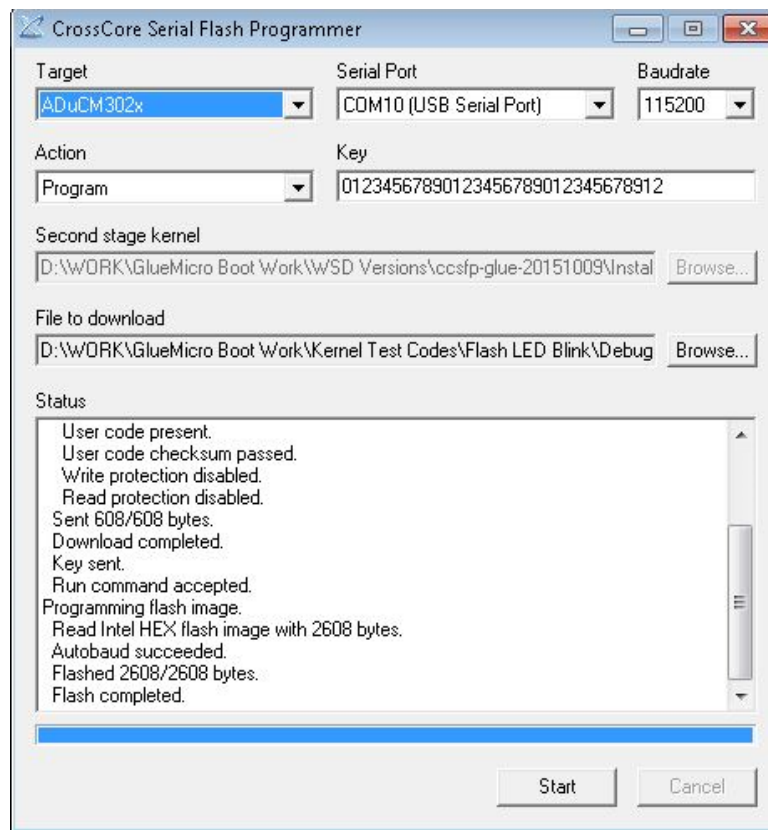 CrossCore Serial Flash Programmer
Target Serial Port Baudrate
ADuCM302x COM10 (USB Serial Port) 115200
Action Key
Program 01234567890123456789012345678912
Second stage kernel
D:\WORK\GlueMicro Boot Work\WSD Versions\ccsfp-glue-20151009\Instal Browse...
File to download
D:\WORK\GlueMicro Boot Work\Kernel Test Codes\Flash LED Blink\Debug Browse...
Status
User code present.
User code checksum passed.
Write protection disabled.
Read protection disabled.
Sent 608/608 bytes.
Download completed.
Key sent.
Run command accepted.
Programming flash image.
Read Intel HEX flash image with 2608 bytes.
Autobaud succeeded.
Flashed 2608/2608 bytes.
Flash completed.
Start Cancel